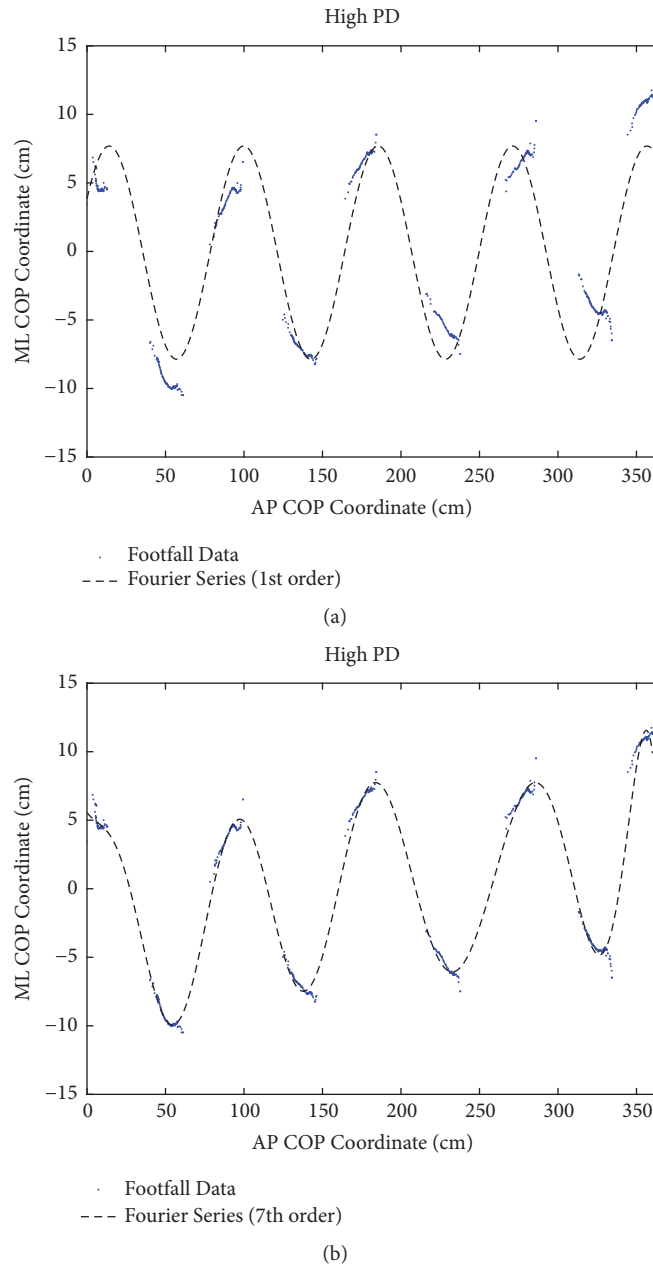 High PD
15
10
5
0
−5
−10
−15
ML COP Coordinate (cm)
0 50 100 150 200 250 300 350
AP COP Coordinate (cm)
Footfall Data
Fourier Series (1st order)
(a)
High PD
15
10
5
0
−5
−10
−15
ML COP Coordinate (cm)
0 50 100 150 200 250 300 350
AP COP Coordinate (cm)
Footfall Data
Fourier Series (7th order)
(b)